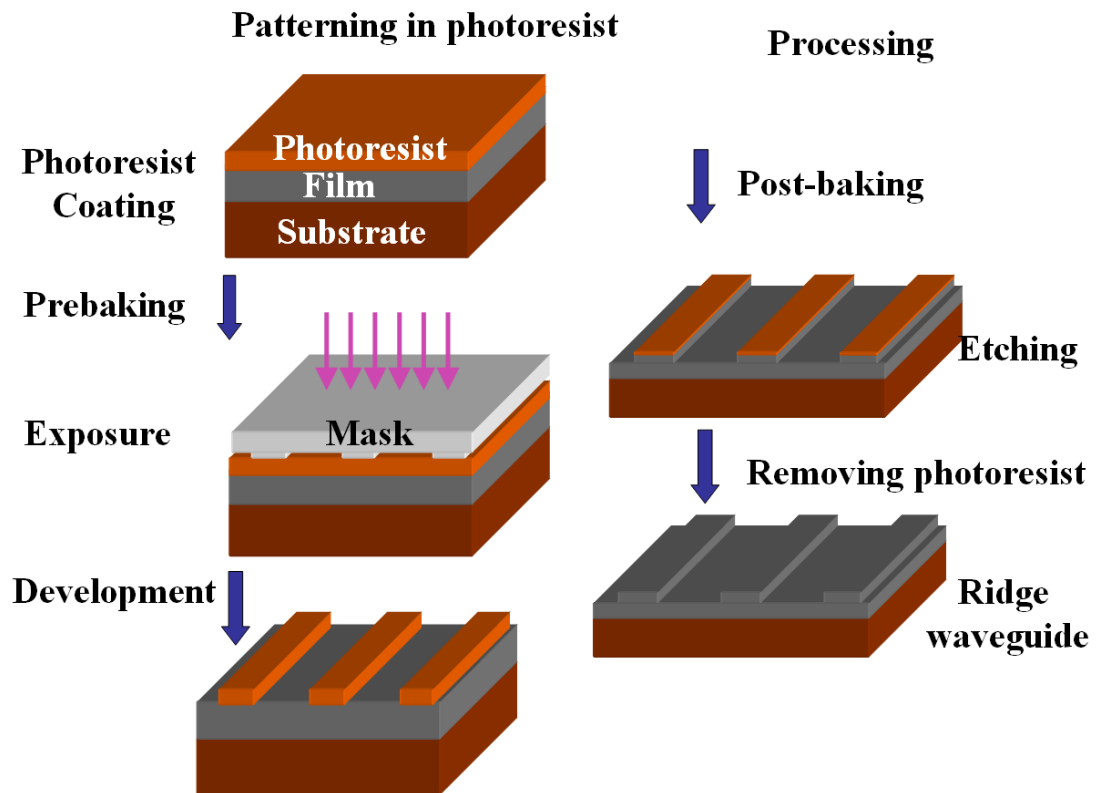 Patterning in photoresist
Photoresist
Coating
Photoresist
Film
Substrate
Prebaking
Exposure
Mask
Development
Processing
Post-baking
Etching
Removing photoresist
Ridge
waveguide